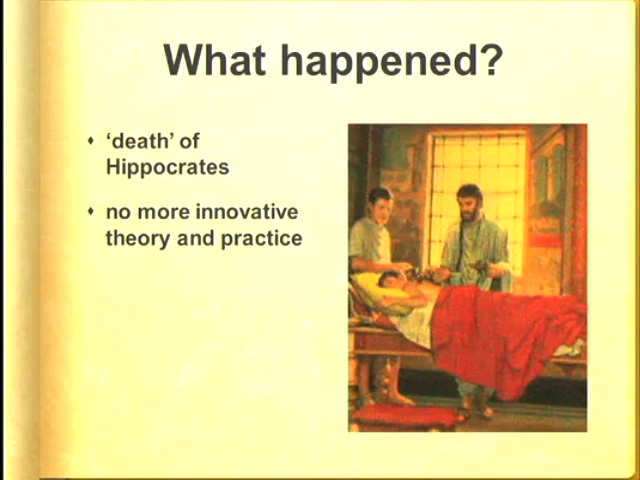 What happened?
‘death’ of
Hippocrates
no more innovative
theory and practice